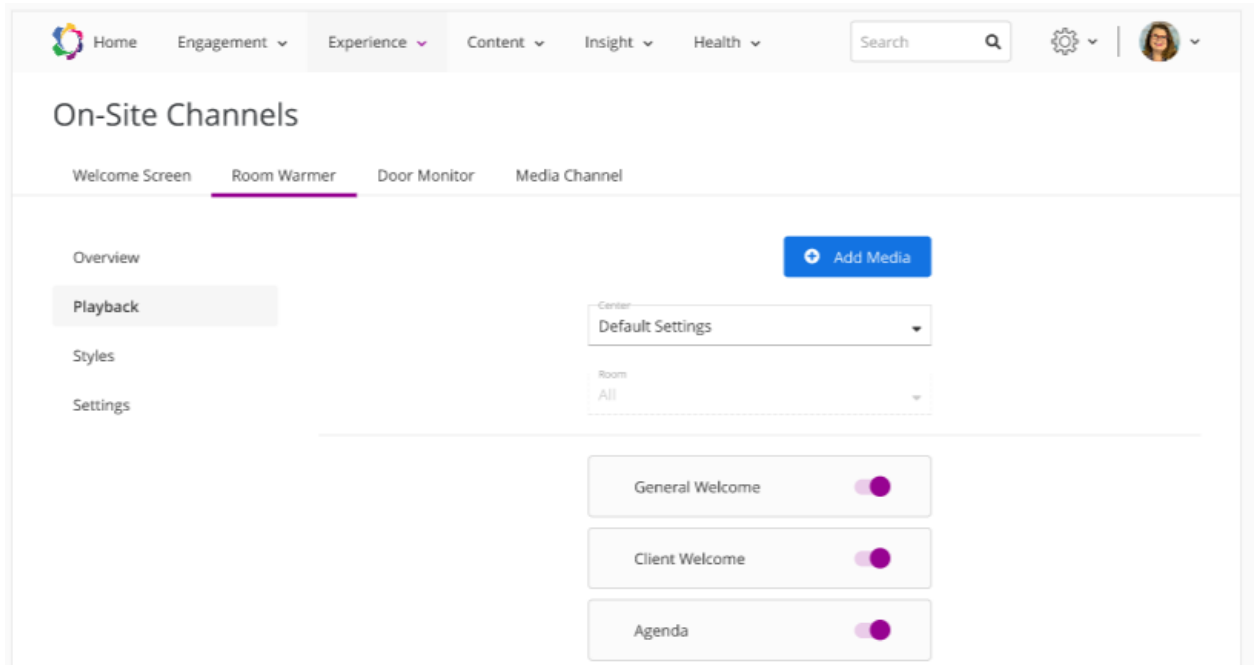 Home Engagement Experience Content Insight Health Search
On-Site Channels
Welcome Screen Room Warmer Door Monitor Media Channel
Overview
Add Media
Playback
Center
Default Settings
Styles
Room
All
Settings
General Welcome
Client Welcome
Agenda